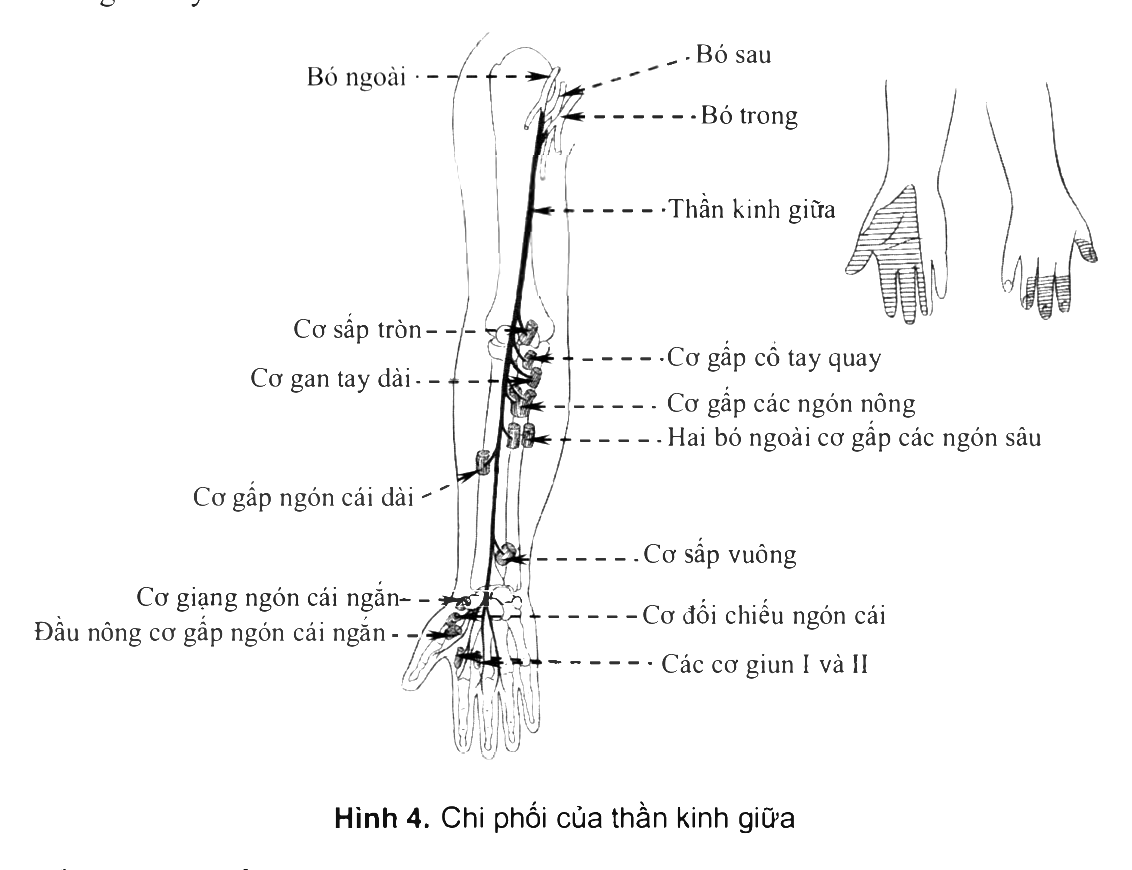 Bó ngoài
Bó sau
Bó trong
Thần kinh giữa
Cơ sấp tròn
Cơ gấp cổ tay quay
Cơ gan tay dài
Cơ gấp các ngón nông
Hai bó ngoài cơ gấp các ngón sâu
Cơ gấp ngón cái dài
Cơ sấp vuông
Cơ giạng ngón cái ngắn
Cơ đối chiếu ngón cái
Đầu nông cơ gấp ngón cái ngắn
Các cơ giun I và II
Hình 4. Chi phối của thần kinh giữa